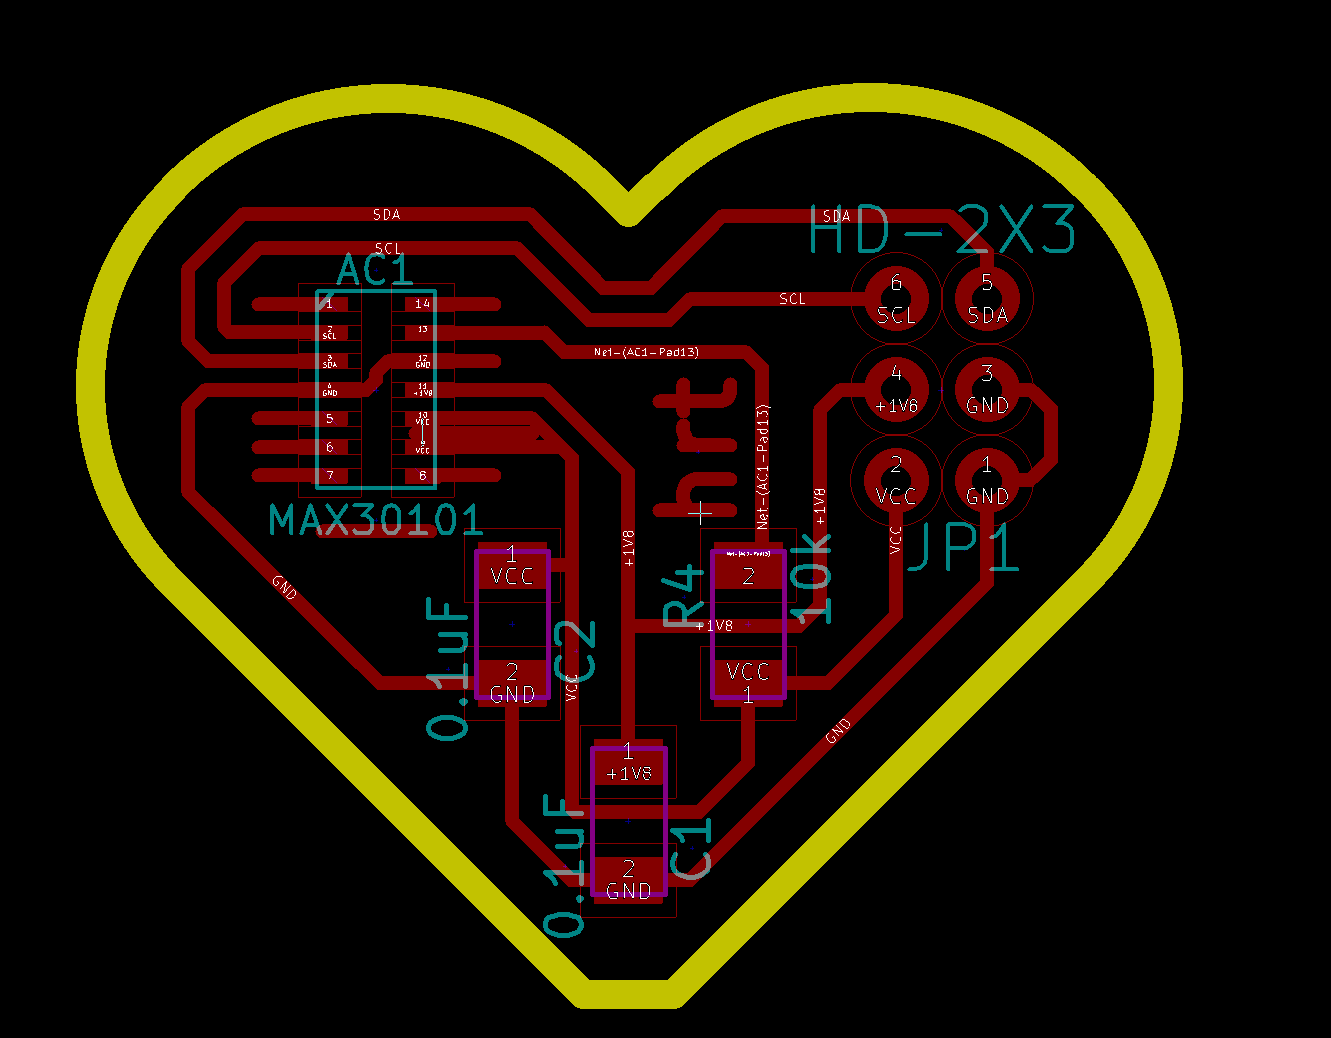 SDA
SDA
HD-2X3
SCL
AC1
6
SCL
5
SDA
SCL
1
14
2
SCL
13
Net-(AC1-Pad13)
3
SDA
12
GND
4
GND
11
+1V8
hrt
Net-(AC1-Pad13)
4
+1V8
3
GND
5
10
VCC
6
9
VCC
7
8
2
VCC
1
GND
MAX30101
+1V8
+1V8
VCC
JP1
GND
1
VCC
2
R4
10k
+1V8
0.1uF
C2
2
GND
VCC
VCC
1
GND
1
+1V8
0.1uF
C1
2
GND